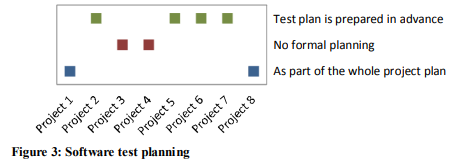 Test plan is prepared in advance
No formal planning
As part of the whole project plan
Project 1
Project 2
Project 3
Project 4
Project 5
Project 6
Project 7
Project 8
Figure 3: Software test planning